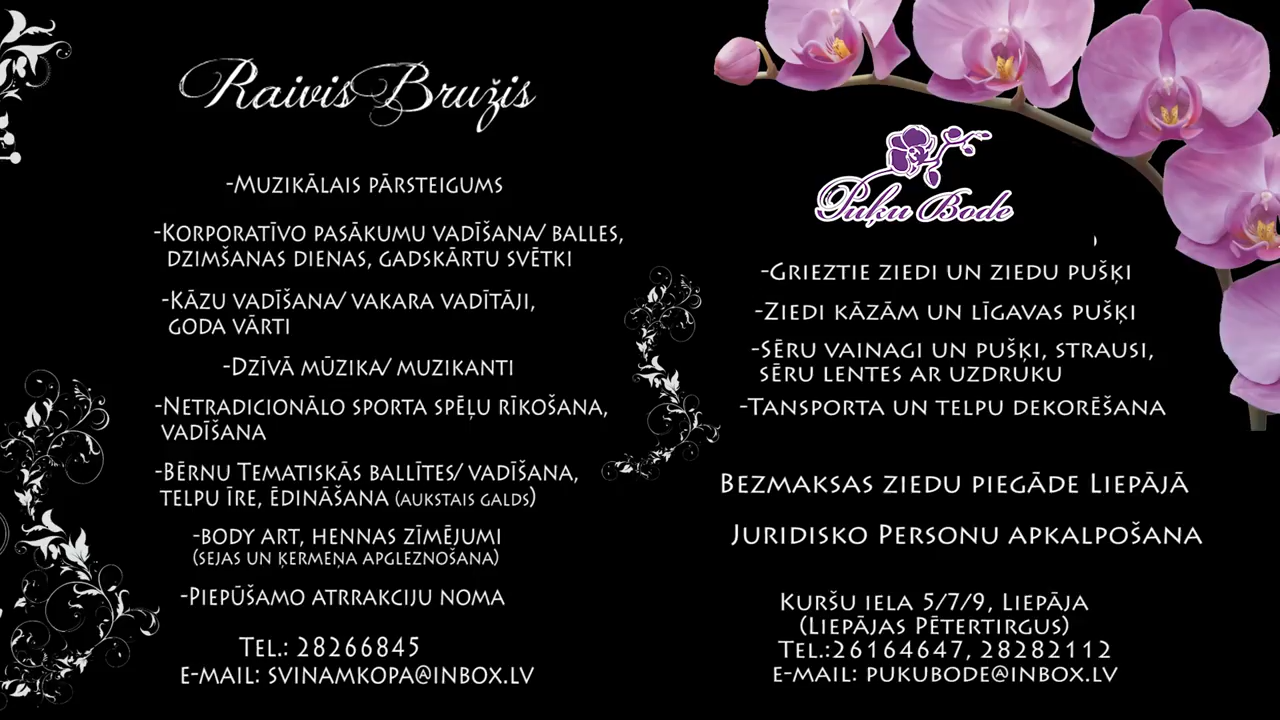 Raivis Bružis
-Muzikālais pārsteigums
-Korporatīvo pasākumu vadīšana/ balles,
dzimšanas dienas, gadskārtu svētki
-Kāzu vadīšana/ vakara vadītāji,
goda vārti
-Dzīvā mūzika/ muzikanti
-Netradicionālo sporta spēļu rīkošana,
vadīšana
-Bērnu Tematiskās ballītes/ vadīšana,
telpu īre, ēdināšana (aukstais galds)
-body art, hennas zīmējumi
(sejas un ķermeņa apgleznošana)
-Piepūšamo atrrakciju noma
Tel.: 28266845
e-mail: svinamkopa@inbox.lv
Puķu Bode
-Grieztie ziedi un ziedu pušķi
-Ziedi kāzām un līgavas pušķi
-Sēru vainagi un pušķi, strausi,
sēru lentes ar uzdruku
-Tansporta un telpu dekorēšana
Bezmaksas ziedu piegāde Liepājā
Juridisko Personu apkalpošana
Kuršu iela 5/7/9, Liepāja
(Liepājas Pētertirgus)
Tel.:26164647, 28282112
e-mail: pukubode@inbox.lv